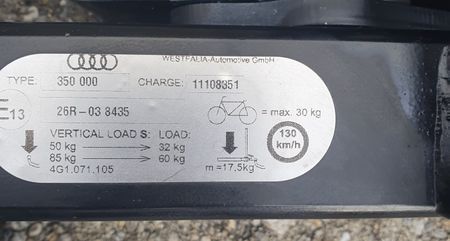 WESTFALIA-Automotive GmbH
TYPE: 350 000 CHARGE: 11108351
E13 26R-03 8435 = max. 30 kg
VERTICAL LOAD S: LOAD:
50 kg 32 kg
85 kg 60 kg
4G1.071.105 m = 17,5kg
130
km/h